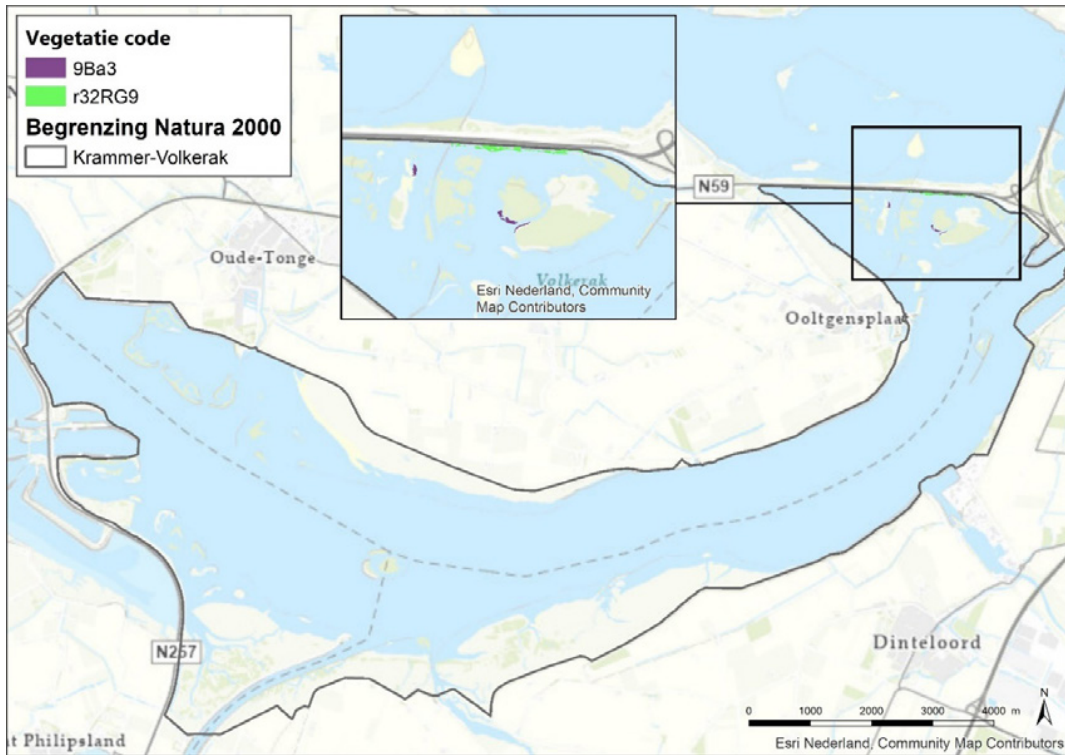 Vegetatie code
9Ba3
r32RG9
Begrenzing Natura 2000
Krammer-Volkerak
N59
Oude-Tonge
Volkerak
Esri Nederland, Community
Map Contributors
Ooltgensplaat
N257
Dinteloord
nt Philipsland
N
0 1000 2000 3000 4000 m
Esri Nederland, Community Map Contributors